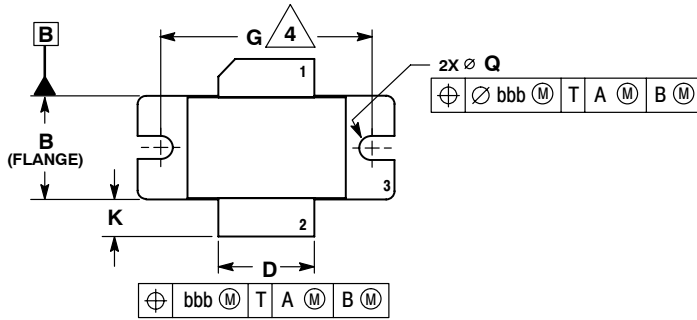 B
G 4
1
2X ⌀ Q
⌖ ⌀ bbb Ⓜ T A Ⓜ B Ⓜ
B
(FLANGE)
3
K
2
D
⌖ bbb Ⓜ T A Ⓜ B Ⓜ